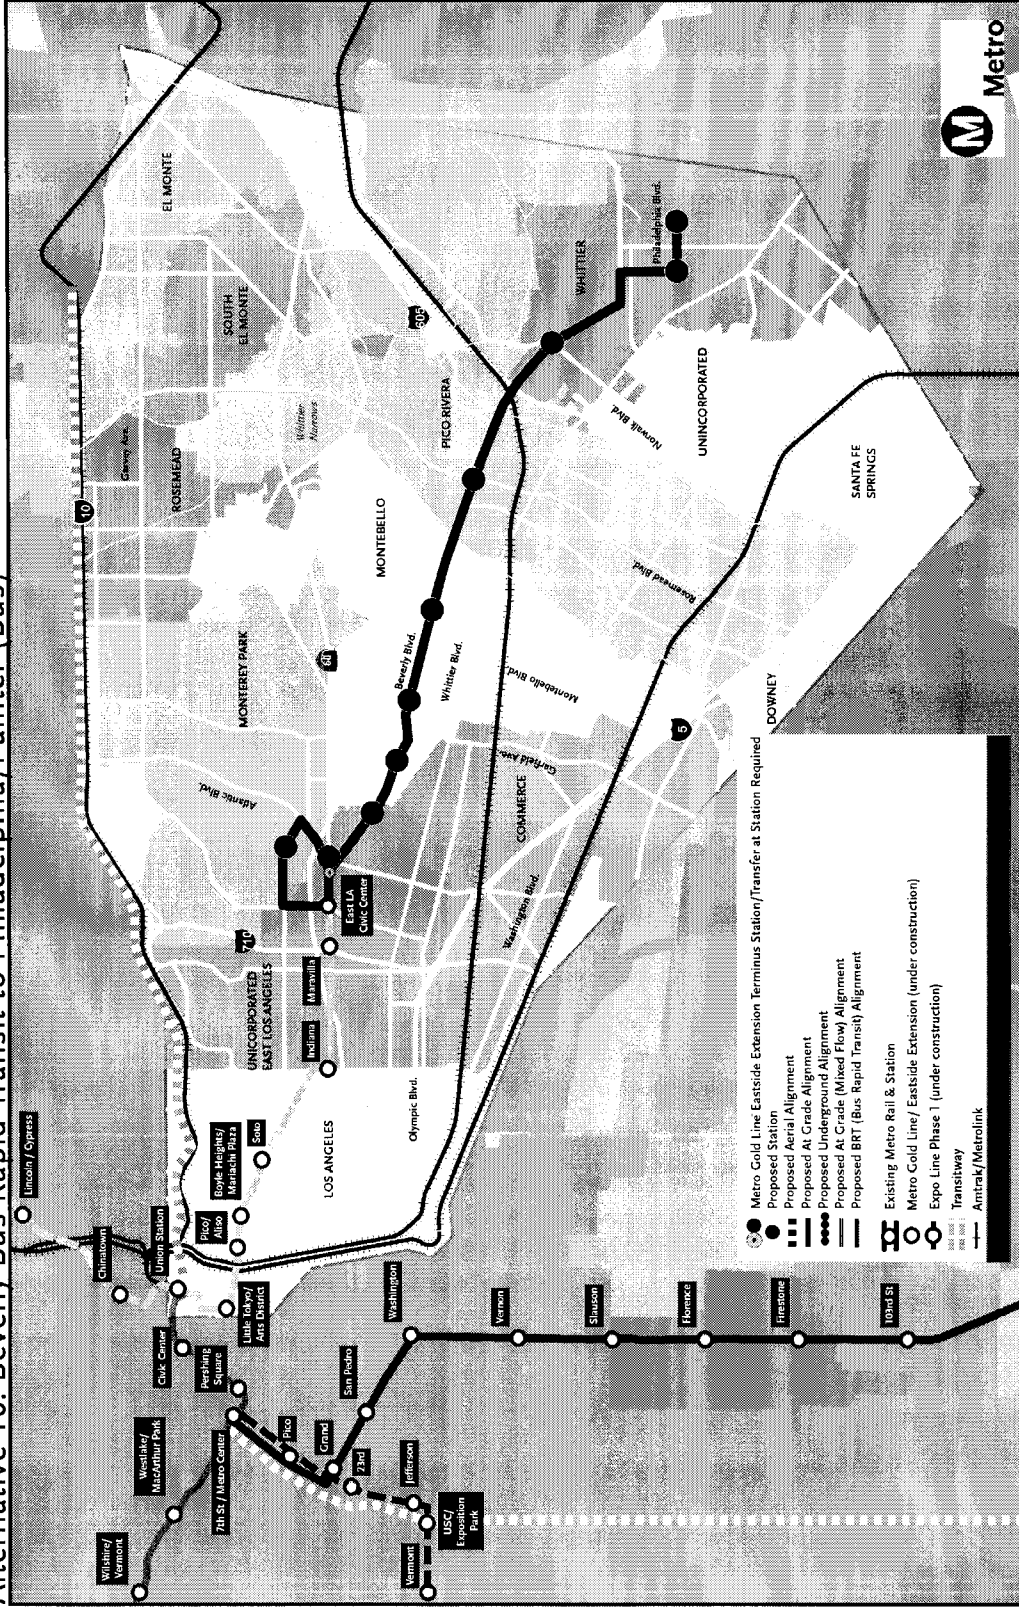 Alternative 10: Beverly Bus Rapid Transit to Philadelphia/Painter (Bus)
Lincoln / Cypress
Chinatown
Union Station
Civic Center
Pershing
Square
Westlake/
MacArthur Park
Wilshire/
Vermont
7th St / Metro Center
Pico/
Aliso
Little Tokyo/
Arts District
Boyle Heights/
Mariachi Plaza
Soto
Indiana
Maravilla
East LA
Civic Center
Pico
Grand
23rd
Jefferson
USC/
Exposition
Park
Vermont
San Pedro
Washington
Vernon
Slauson
Florence
Firestone
103rd St
LOS ANGELES
UNICORPORATED
EAST LOS ANGELES
Olympic Blvd.
710
10
Atlantic Blvd.
MONTEREY PARK
60
Garvey Ave.
ROSEMEAD
SOUTH
EL MONTE
EL MONTE
Whittier
Narrows
MONTEBELLO
PICO RIVERA
605
Beverly Blvd.
Whittier Blvd.
Montebello Blvd.
Garfield Ave.
COMMERCE
Washington Blvd.
5
DOWNEY
Rosemead Blvd.
Norwalk Blvd.
WHITTIER
Philadelphia Blvd.
UNINCORPORATED
SANTA FE
SPRINGS
Metro Gold Line Eastside Extension Terminus Station/Transfer at Station Required
Proposed Station
Proposed Aerial Alignment
Proposed At Grade Alignment
Proposed Underground Alignment
Proposed At Grade (Mixed Flow) Alignment
Proposed BRT (Bus Rapid Transit) Alignment
Existing Metro Rail & Station
Metro Gold Line/ Eastside Extension (under construction)
Expo Line Phase 1 (under construction)
Transitway
Amtrak/Metrolink
M
Metro